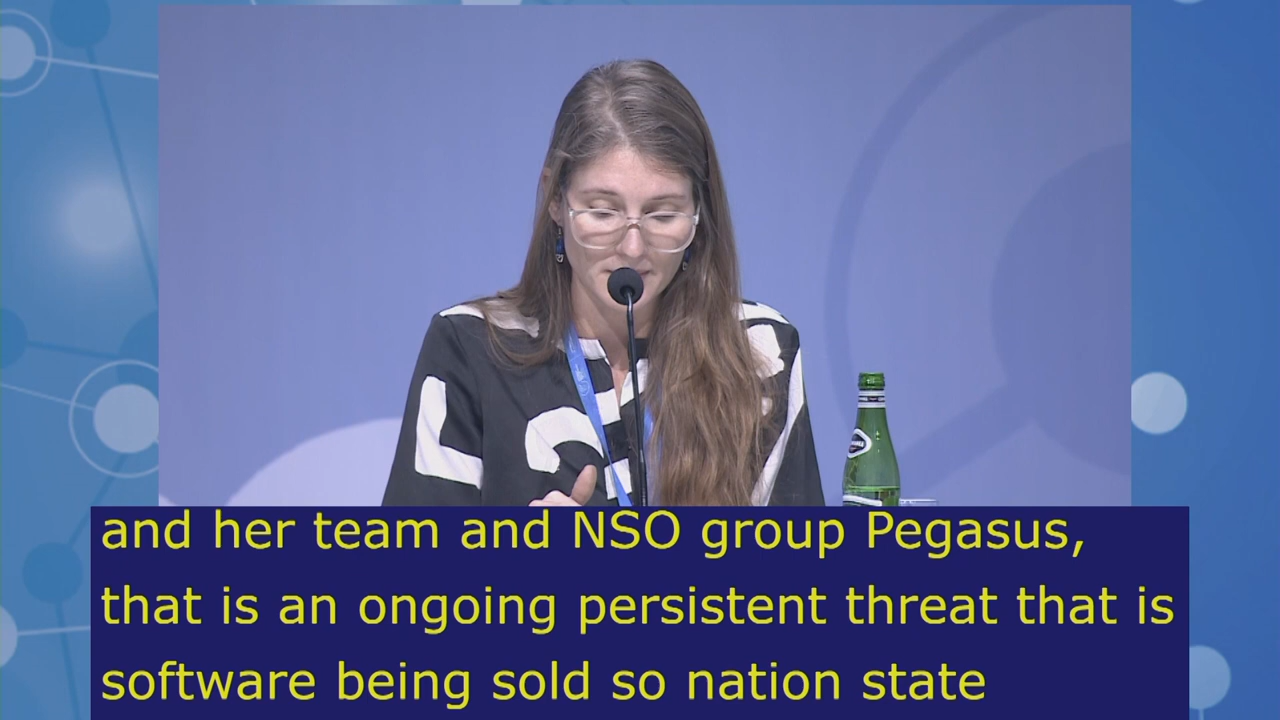 and her team and NSO group Pegasus,
that is an ongoing persistent threat that is
software being sold so nation state